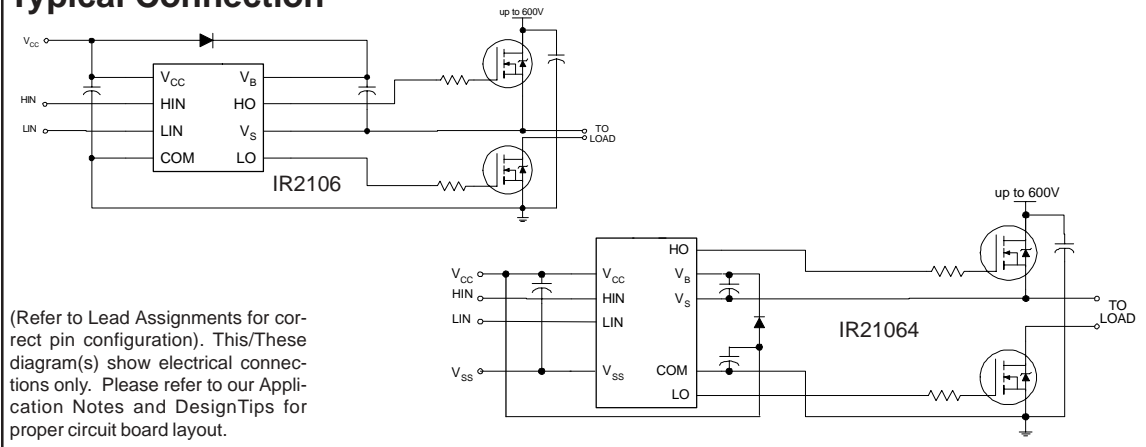 Typical Connection
up to 600V
VCC
VCC
VB
HIN
HIN
HO
LIN
LIN
VS
TO
LOAD
COM
LO
IR2106
up to 600V
HO
VCC
VCC
VB
HIN
HIN
VS
TO
LOAD
LIN
LIN
IR21064
VSS
VSS
COM
LO
(Refer to Lead Assignments for cor-
rect pin configuration). This/These
diagram(s) show electrical connec-
tions only. Please refer to our Appli-
cation Notes and DesignTips for
proper circuit board layout.